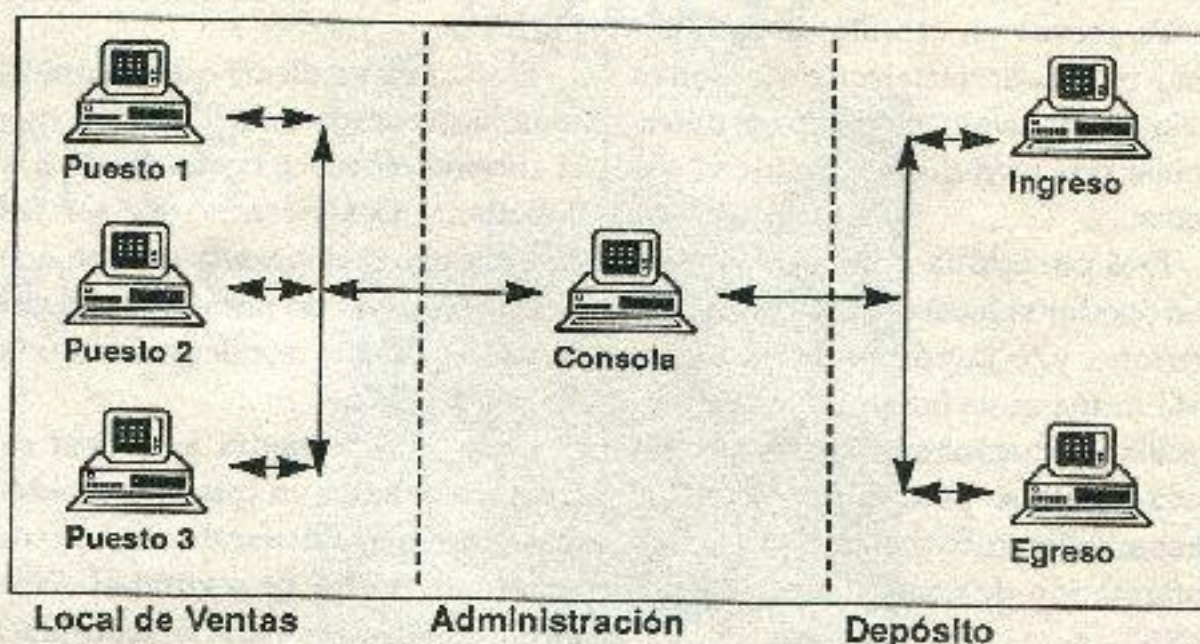 Puesto 1
Puesto 2
Puesto 3
Consola
Ingreso
Egreso
Local de Ventas
Administración
Depósito